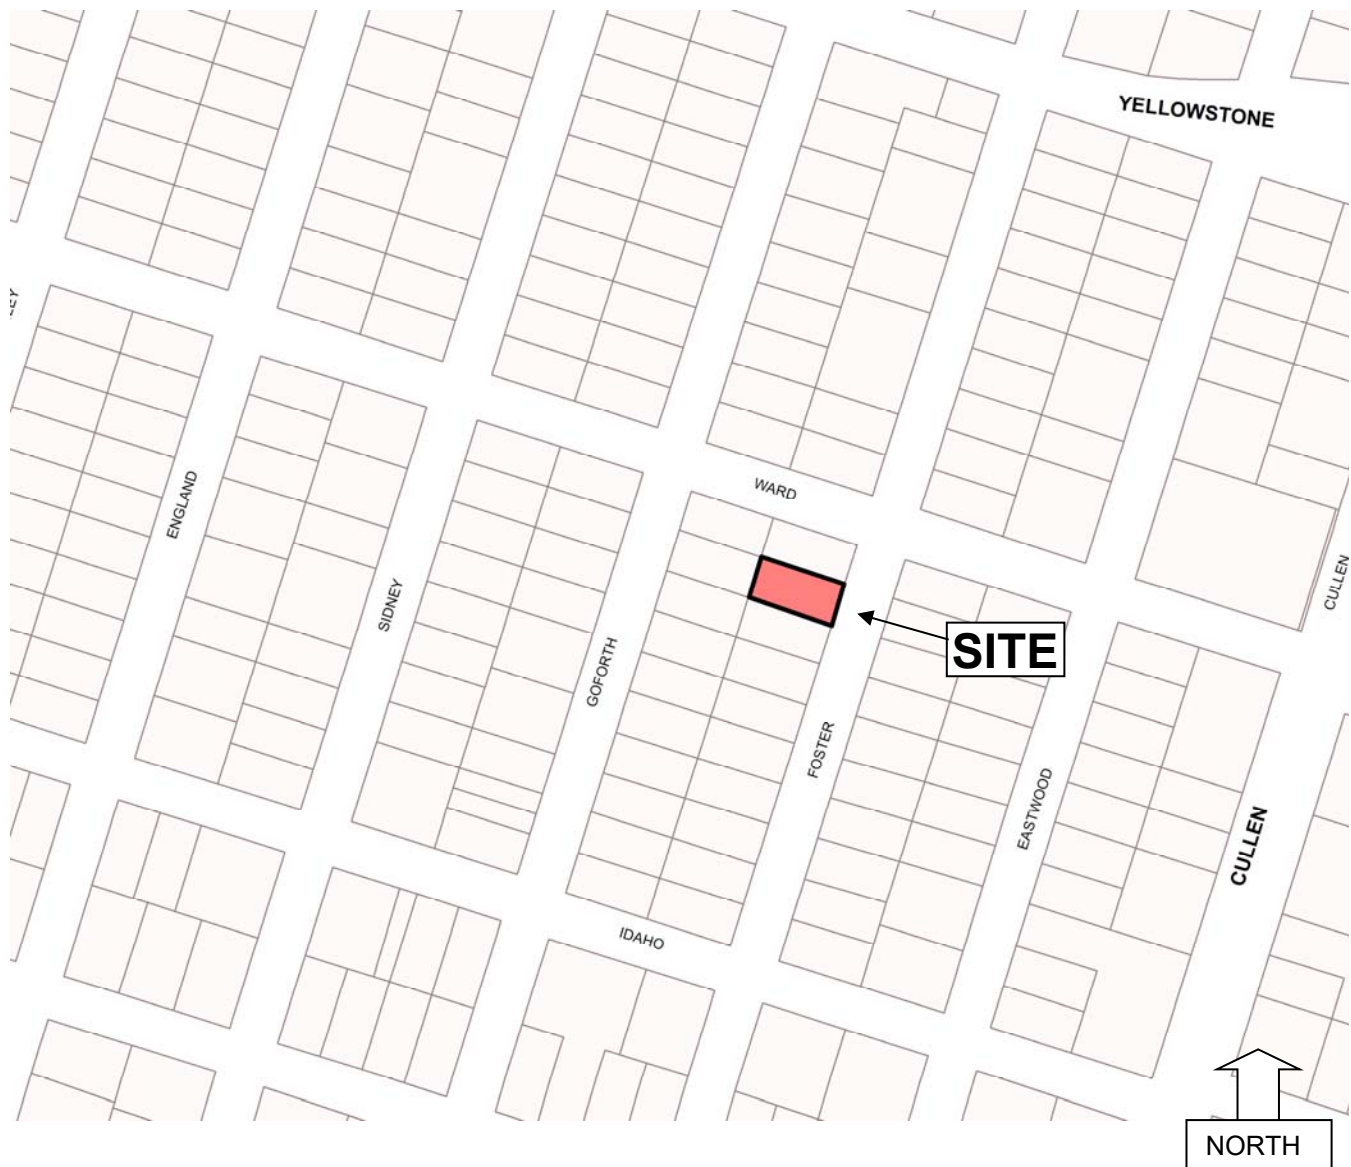 YELLOWSTONE
ENGLAND
WARD
SIDNEY
CULLEN
SITE
GOFORTH
FOSTER
EASTWOOD
CULLEN
IDAHO
NORTH